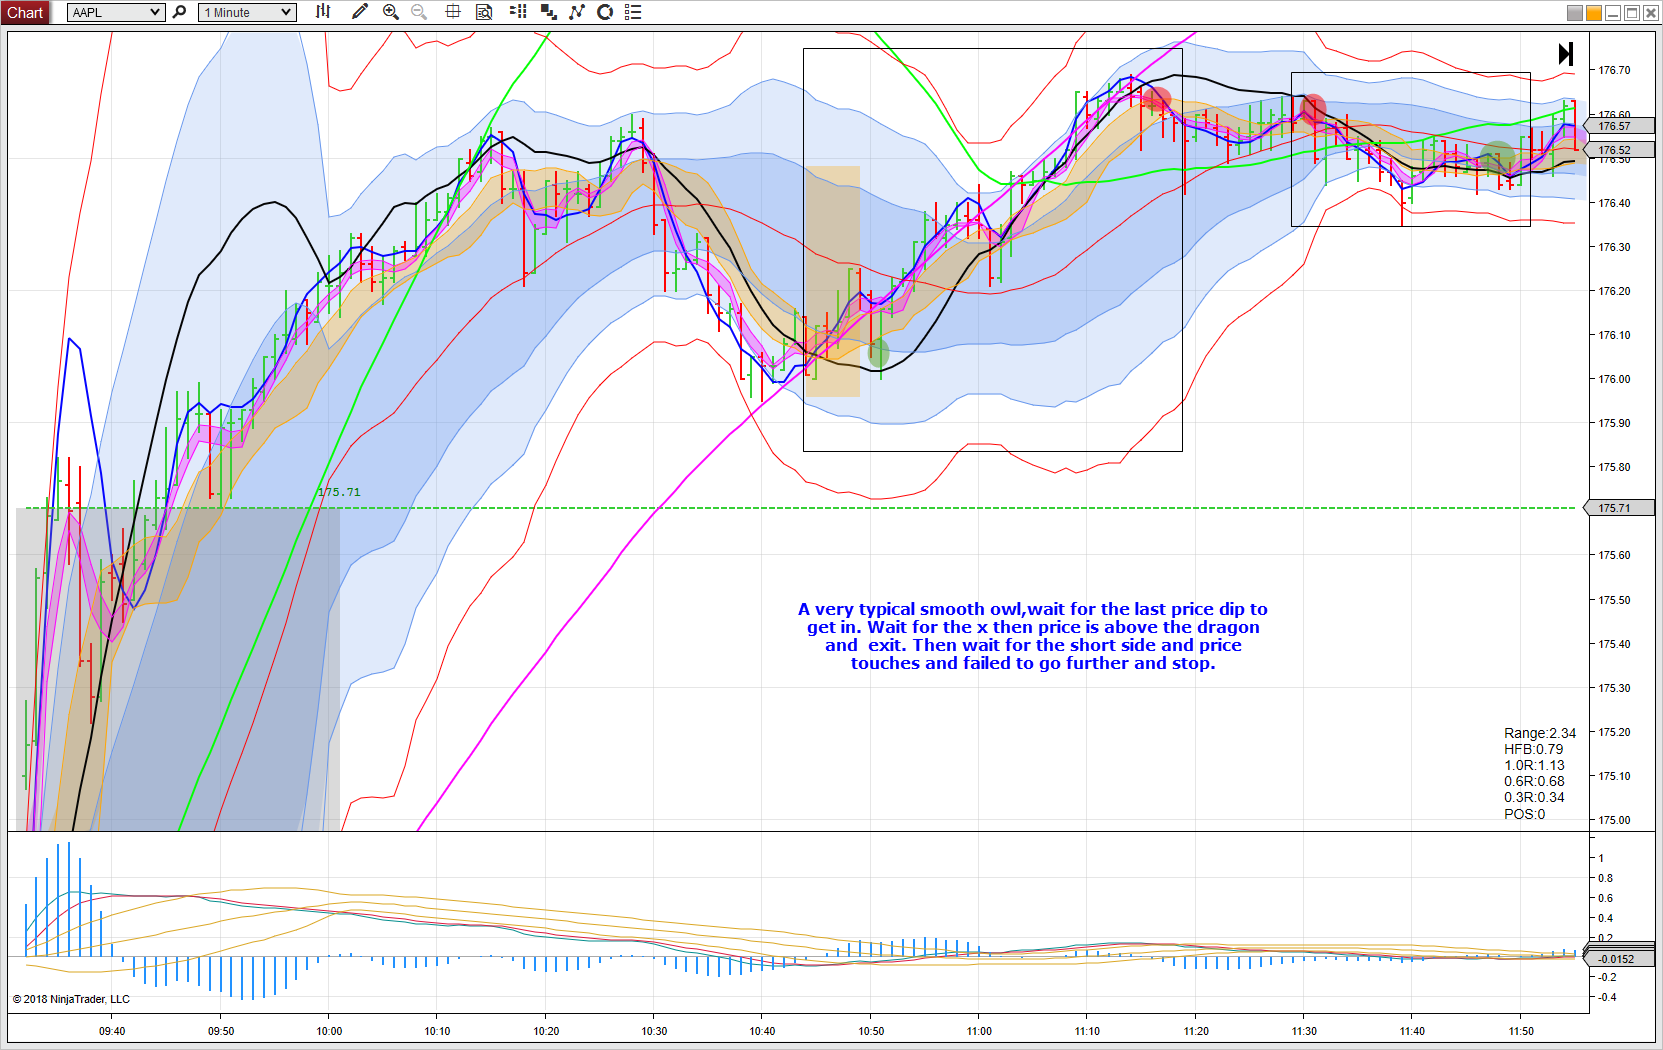 Chart AAPL 1 Minute
176.70
176.60
176.57
176.52
176.50
176.40
176.30
176.20
176.10
176.00
175.90
175.80
175.71
175.71
175.60
175.50
A very typical smooth owl,wait for the last price dip to
get in. Wait for the x then price is above the dragon
and  exit. Then wait for the short side and price
touches and failed to go further and stop.
175.40
175.30
175.20
175.10
175.00
Range:2.34
HFB:0.79
1.0R:1.13
0.6R:0.68
0.3R:0.34
POS:0
1
0.8
0.6
0.4
0.2
-0.0152
-0.2
-0.4
© 2018 NinjaTrader, LLC
09:40 09:50 10:00 10:10 10:20 10:30 10:40 10:50 11:00 11:10 11:20 11:30 11:40 11:50